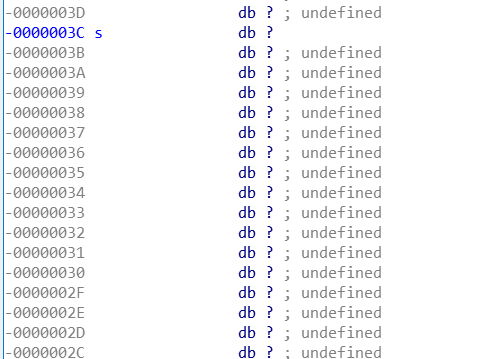 -0000003D db ? ; undefined
-0000003C s db ?
-0000003B db ? ; undefined
-0000003A db ? ; undefined
-00000039 db ? ; undefined
-00000038 db ? ; undefined
-00000037 db ? ; undefined
-00000036 db ? ; undefined
-00000035 db ? ; undefined
-00000034 db ? ; undefined
-00000033 db ? ; undefined
-00000032 db ? ; undefined
-00000031 db ? ; undefined
-00000030 db ? ; undefined
-0000002F db ? ; undefined
-0000002E db ? ; undefined
-0000002D db ? ; undefined
-0000002C db ? ; undefined